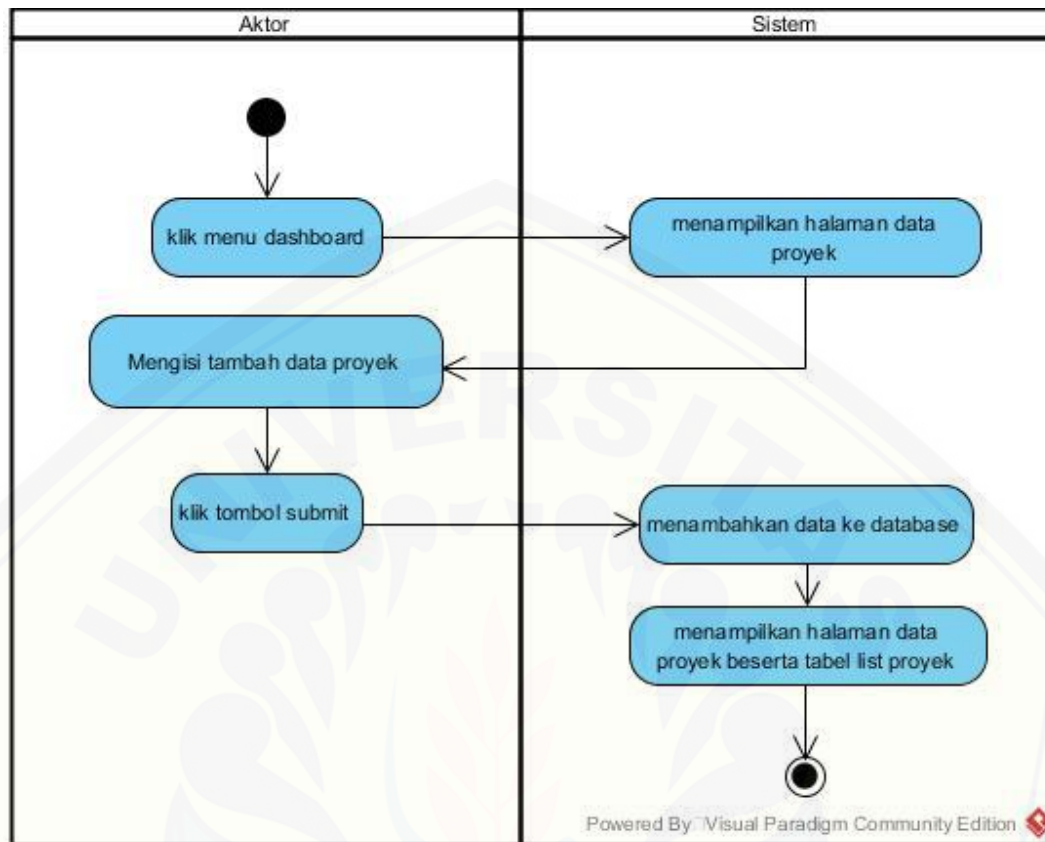 Aktor
Sistem
klik menu dashboard
menampilkan halaman data
proyek
Mengisi tambah data proyek
klik tombol submit
menambahkan data ke database
menampilkan halaman data
proyek beserta tabel list proyek
UNIVERSITAS
Powered By Visual Paradigm Community Edition